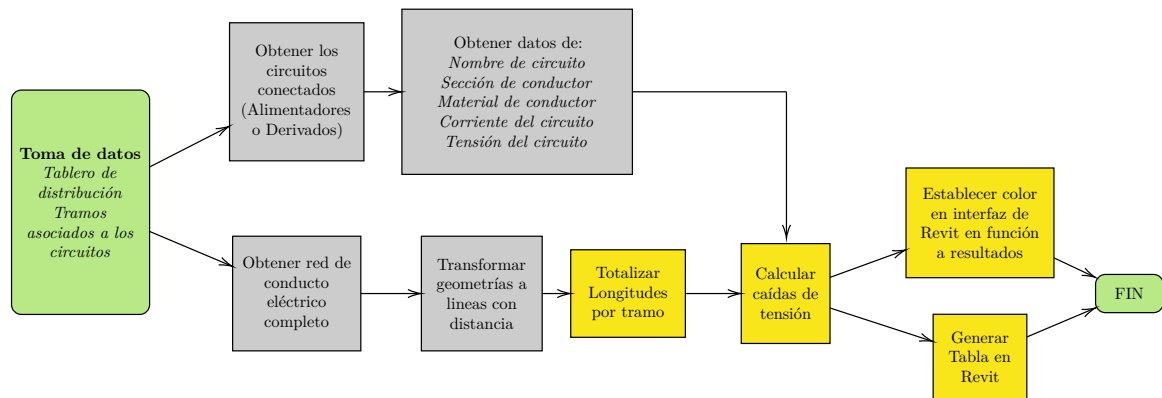 Toma de datos
Tablero de
distribución
Tramos
asociados a los
circuitos
Obtener los
circuitos
conectados
(Alimentadores
o Derivados)
Obtener datos de:
Nombre de circuito
Sección de conductor
Material de conductor
Corriente del circuito
Tensión del circuito
Obtener red de
conducto
eléctrico
completo
Transformar
geometrías a
lineas con
distancia
Totalizar
Longitudes
por tramo
Calcular
caídas de
tensión
Establecer color
en interfaz de
Revit en función
a resultados
Generar
Tabla en
Revit
FIN